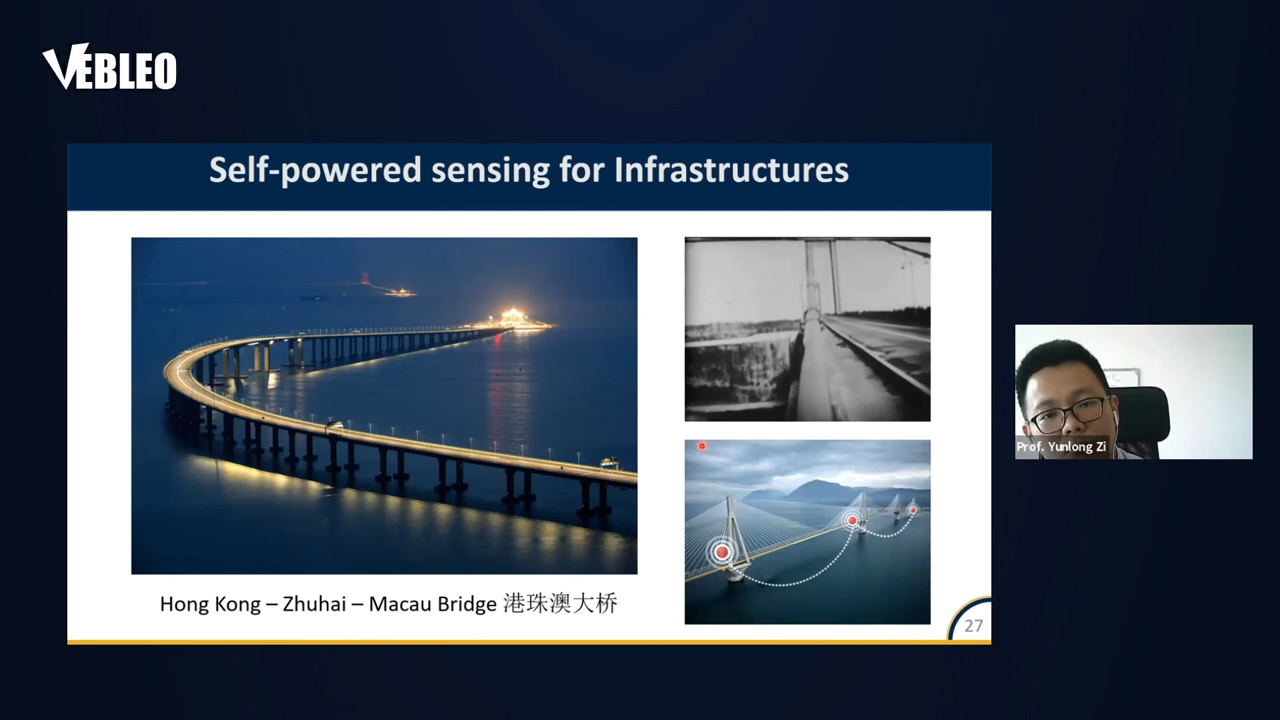 VEBLEO
Self-powered sensing for Infrastructures
Hong Kong – Zhuhai – Macau Bridge 港珠澳大桥
27
Prof. Yunlong Zi